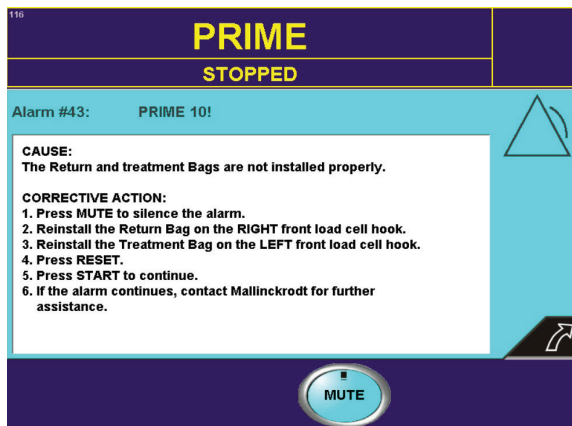 116
PRIME
STOPPED
Alarm #43: PRIME 10!
CAUSE:
The Return and treatment Bags are not installed properly.
CORRECTIVE ACTION:
1. Press MUTE to silence the alarm.
2. Reinstall the Return Bag on the RIGHT front load cell hook.
3. Reinstall the Treatment Bag on the LEFT front load cell hook.
4. Press RESET.
5. Press START to continue.
6. If the alarm continues, contact Mallinckrodt for further
assistance.
MUTE